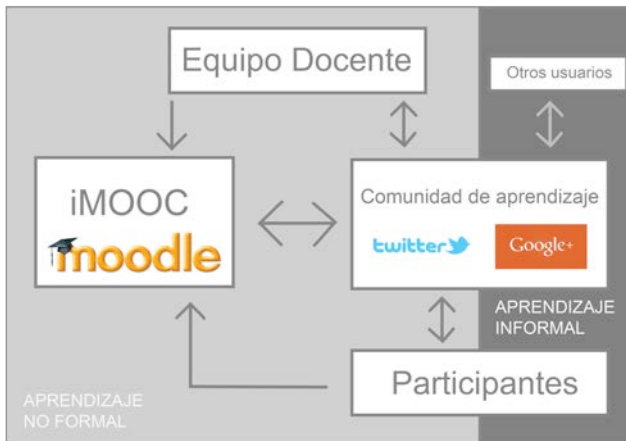 Equipo Docente
Otros usuarios
iMOOC
moodle
Comunidad de aprendizaje
twitter
Google+
APRENDIZAJE
INFORMAL
Participantes
APRENDIZAJE
NO FORMAL